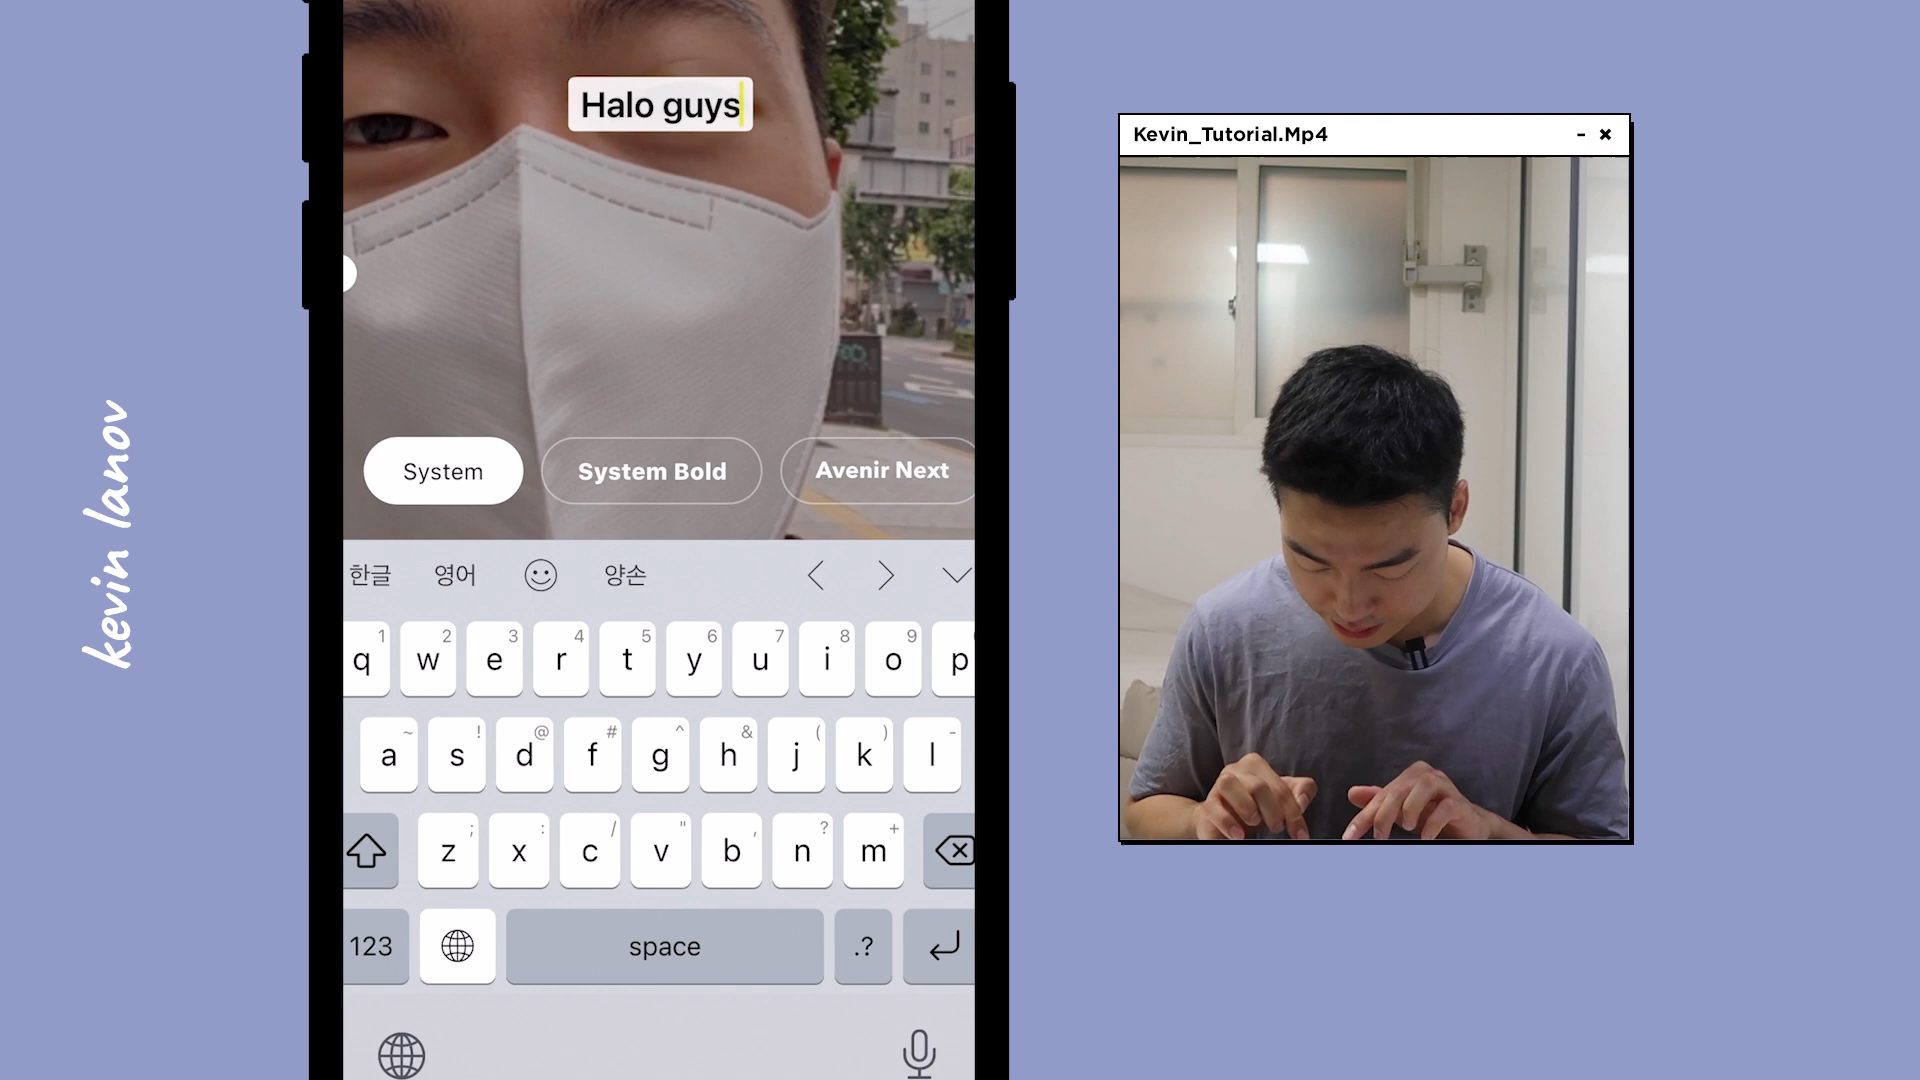 kevin lanov
Halo guys
System System Bold Avenir Next
한글 영어 양손
1 2 3 4 5 6 7 8 9
q w e r t y u i o p
~ ! @ # ^ & ( ) -
a s d f g h j k l
; : / " , ? +
z x c v b n m
123 space .?
Kevin_Tutorial.Mp4